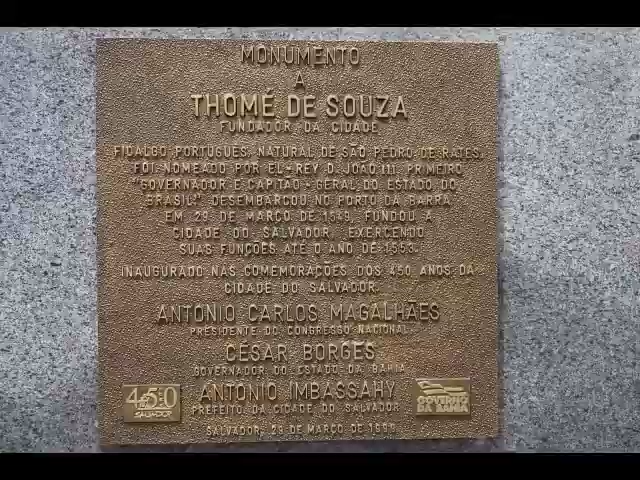 MONUMENTO
A
THOMÉ DE SOUZA
FUNDADOR DA CIDADE
FIDALGO PORTUGUÊS, NATURAL DE SÃO PEDRO DE RATES,
FOI NOMEADO POR EL-REY D. JOÃO III, PRIMEIRO
"GOVERNADOR E CAPITÃO-GERAL DO ESTADO DO
BRASIL". DESEMBARCOU NO PORTO DA BARRA
EM 29 DE MARÇO DE 1549, FUNDOU A
CIDADE DO SALVADOR, EXERCENDO
SUAS FUNÇÕES ATÉ O ANO DE 1553.
INAUGURADO NAS COMEMORAÇÕES DOS 450 ANOS DA
CIDADE DO SALVADOR.
ANTONIO CARLOS MAGALHÃES
PRESIDENTE DO CONGRESSO NACIONAL
CÉSAR BORGES
GOVERNADOR DO ESTADO DA BAHIA
ANTONIO IMBASSAHY
PREFEITO DA CIDADE DO SALVADOR
SALVADOR, 29 DE MARÇO DE 1999
450
SALVADOR
GOVERNO
DA BAHIA